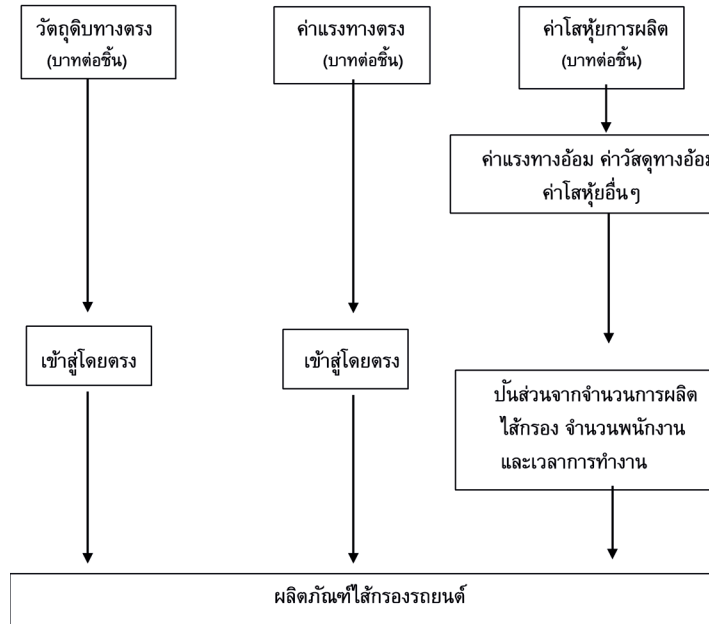 วัตถุดิบทางตรง
(บาทต่อชิ้น)
ค่าแรงทางตรง
(บาทต่อชิ้น)
ค่าโสหุ้ยการผลิต
(บาทต่อชิ้น)
ค่าแรงทางอ้อม ค่าวัสดุทางอ้อม
ค่าโสหุ้ยอื่นๆ
เข้าสู่โดยตรง
เข้าสู่โดยตรง
ปันส่วนจากจำนวนการผลิต
ไส้กรอง จำนวนพนักงาน
และเวลาการทำงาน
ผลิตภัณฑ์ไส้กรองรถยนต์